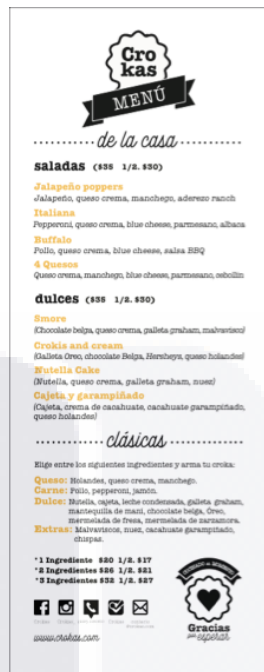 Cro
kas
MENÚ
de la casa
saladas ($35 1/2. $30)
Jalapeño poppers
Jalapeño, queso crema, manchego, aderezo ranch
Italiana
Pepperoni, queso crema, blue cheese, parmesano, albaca
Buffalo
Pollo, queso crema, blue cheese, salsa BBQ
4 Quesos
Queso crema, manchego, blue cheese, parmesano, cebollín
dulces ($35 1/2. $30)
Smore
(Chocolate belga, queso crema, galleta graham, malvavisco)
Crokis and cream
(Galleta Oreo, chocolate Belga, Hersheys, queso holandes)
Nutella Cake
(Nutella, queso crema, galleta graham, nuez)
Cajeta y garampiñado
(Cajeta, crema de cacahuate, cacahuate garampiñado,
queso holandes)
clásicas
Elige entre los siguientes ingredientes y arma tu croka:
Queso: Holandes, queso crema, manchego.
Carne: Pollo, pepperoni, jamón.
Dulce: Nutella, cajeta, leche condensada, galleta graham,
mantequilla de maní, chocolate belga, Oreo,
mermelada de fresa, mermelada de zarzamora.
Extras: Malvaviscos, nuez, cacahuate garampiñado,
chispas.
*1 Ingrediente $20 1/2. $17
*2 Ingredientes $26 1/2. $21
*3 Ingredientes $32 1/2. $27
Crokas Crokas Crokas
www.crokas.com
Gracias
por esperar